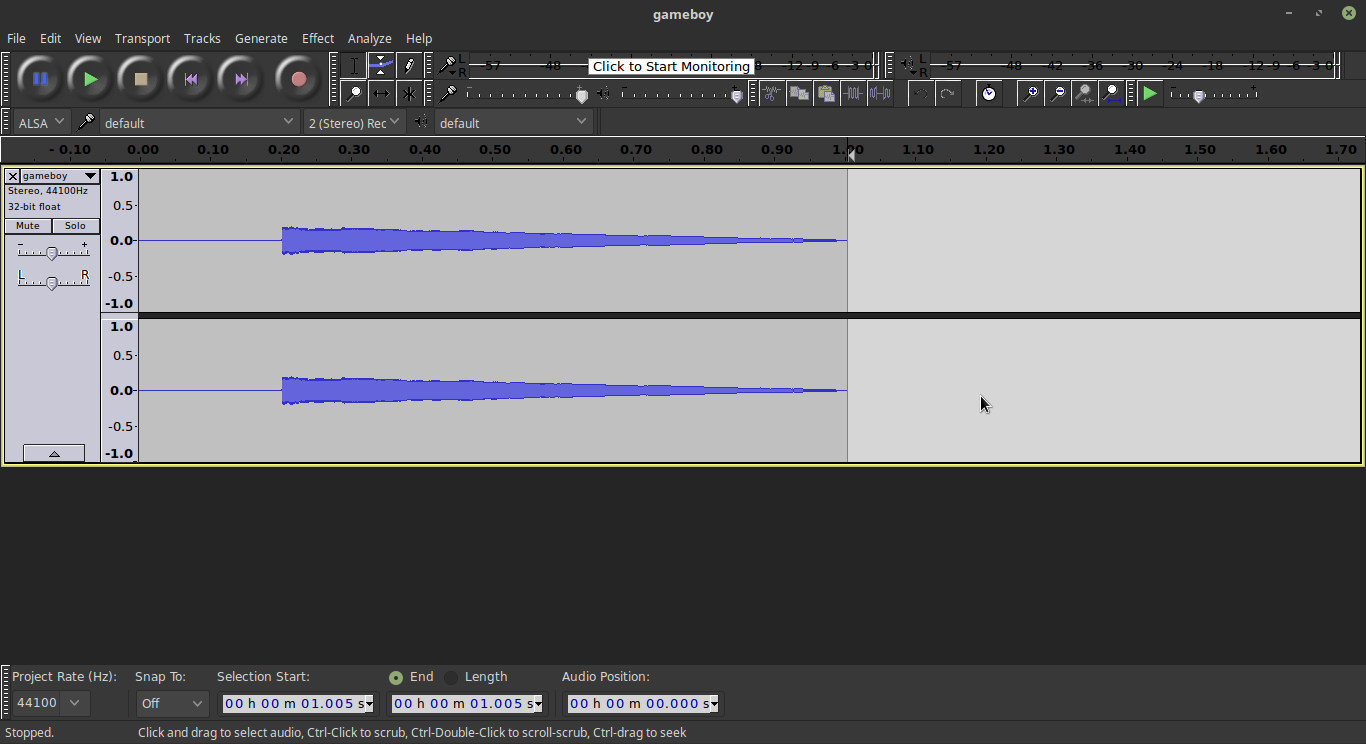 gameboy
File Edit View Transport Tracks Generate Effect Analyze Help
L R -57 -48 Click to Start Monitoring 8 -12 -9 -6 -3 0 L R -57 -48 -42 -36 -30 -24 -18 -12 -9 -6 -3 0
ALSA default 2 (Stereo) Rec default
- 0.10 0.00 0.10 0.20 0.30 0.40 0.50 0.60 0.70 0.80 0.90 1.00 1.10 1.20 1.30 1.40 1.50 1.60 1.70
gameboy 1.0
Stereo, 44100Hz
32-bit float 0.5
Mute Solo
- + 0.0
L R -0.5
-1.0
1.0
0.5
0.0
-0.5
-1.0
Project Rate (Hz): Snap To: Selection Start: End Length Audio Position:
44100 Off 00 h 00 m 01.005 s 00 h 00 m 01.005 s 00 h 00 m 00.000 s
Stopped. Click and drag to select audio, Ctrl-Click to scrub, Ctrl-Double-Click to scroll-scrub, Ctrl-drag to seek